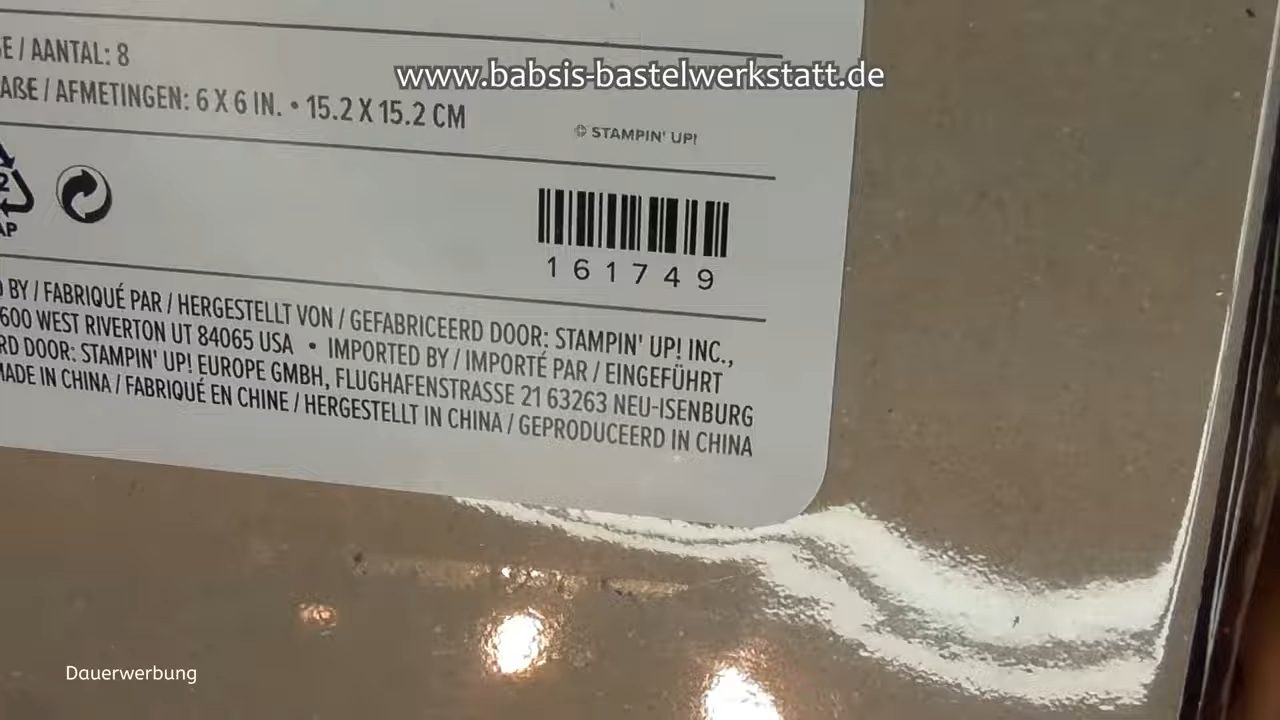 E / AANTAL: 8
www.babsis-bastelwerkstatt.de
AßE / AFMETINGEN: 6 X 6 IN. • 15.2 X 15.2 CM
STAMPIN' UP!
2
AP
161749
BY / FABRIQUÉ PAR / HERGESTELLT VON / GEFABRICEERD DOOR: STAMPIN' UP! INC.,
600 WEST RIVERTON UT 84065 USA • IMPORTED BY / IMPORTÉ PAR / EINGEFÜHRT
RD DOOR: STAMPIN' UP! EUROPE GMBH, FLUGHAFENSTRASSE 21 63263 NEU-ISENBURG
MADE IN CHINA / FABRIQUÉ EN CHINE / HERGESTELLT IN CHINA / GEPRODUCEERD IN CHINA
Dauerwerbung